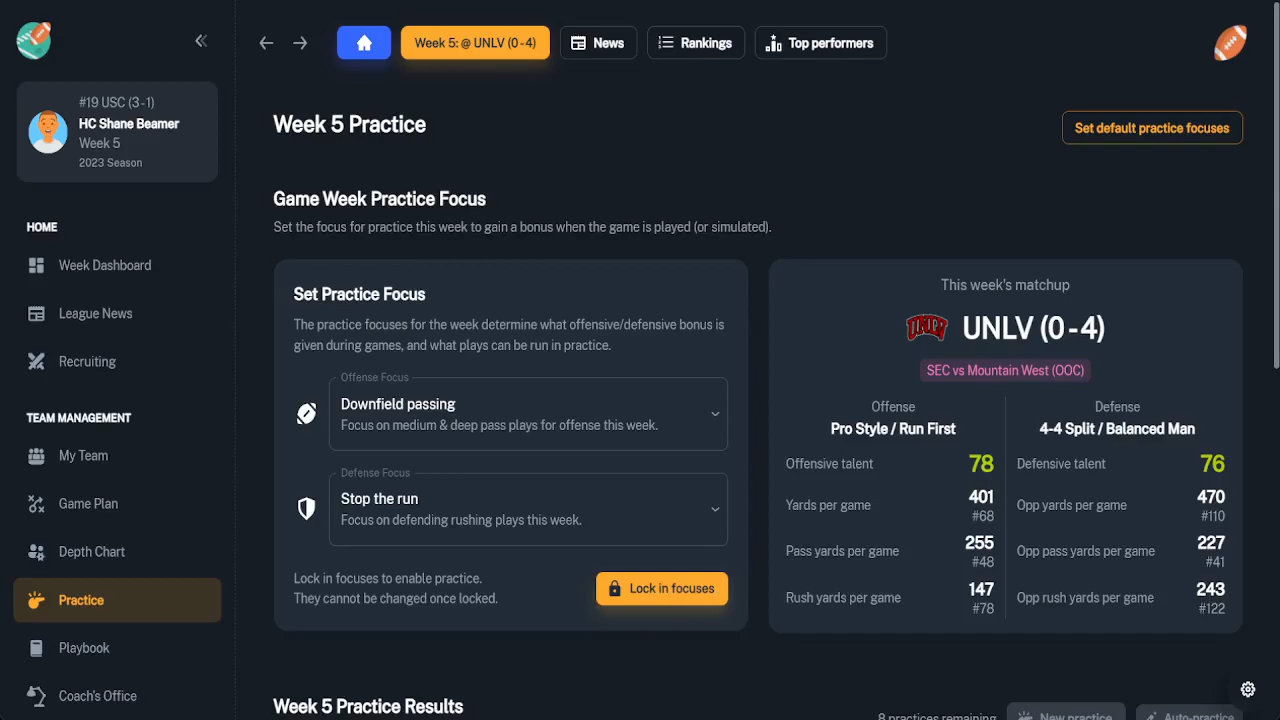 #19 USC (3-1)
HC Shane Beamer
Week 5
2023 Season
HOME
Week Dashboard
League News
Recruiting
TEAM MANAGEMENT
My Team
Game Plan
Depth Chart
Practice
Playbook
Coach's Office
Week 5: @ UNLV (0-4)
News
Rankings
Top performers
Week 5 Practice
Set default practice focuses
Game Week Practice Focus
Set the focus for practice this week to gain a bonus when the game is played (or simulated).
Set Practice Focus
The practice focuses for the week determine what offensive/defensive bonus is
given during games, and what plays can be run in practice.
Offense Focus
Downfield passing
Focus on medium & deep pass plays for offense this week.
Defense Focus
Stop the run
Focus on defending rushing plays this week.
Lock in focuses to enable practice.
They cannot be changed once locked.
Lock in focuses
This week's matchup
UNLV
UNLV (0-4)
SEC vs Mountain West (OOC)
Offense
Pro Style / Run First
Offensive talent 78
Yards per game 401
#68
Pass yards per game 255
#48
Rush yards per game 147
#78
Defense
4-4 Split / Balanced Man
Defensive talent 76
Opp yards per game 470
#110
Opp pass yards per game 227
#41
Opp rush yards per game 243
#122
Week 5 Practice Results
8 practices remaining
New practice
Auto-practice